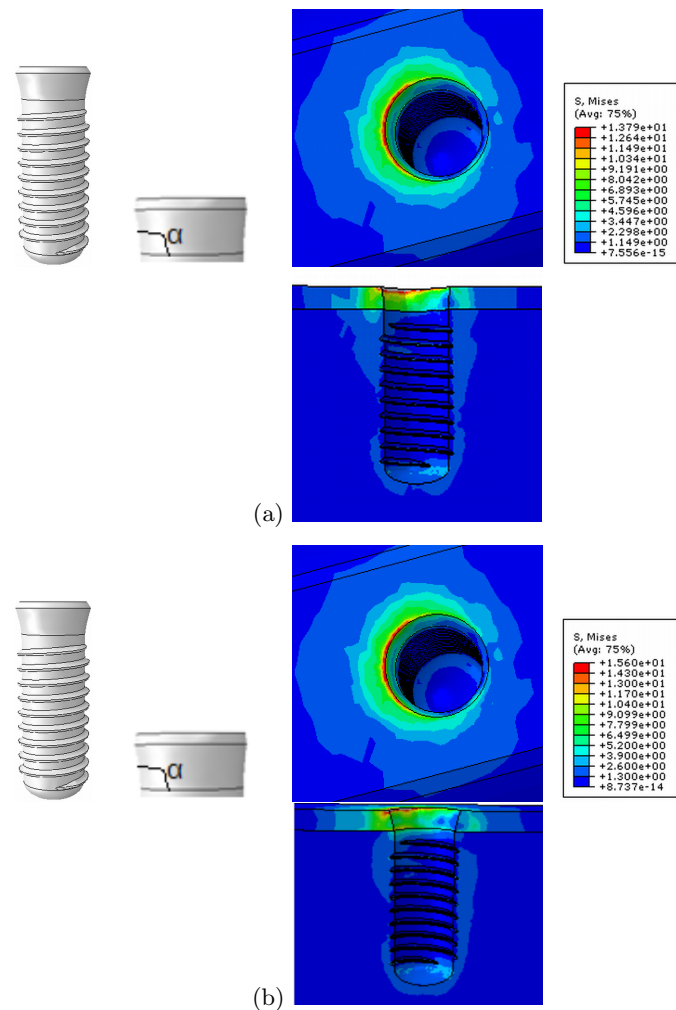 α
S, Mises
(Avg: 75%)
+1.379e+01
+1.264e+01
+1.149e+01
+1.034e+01
+9.191e+00
+8.042e+00
+6.893e+00
+5.745e+00
+4.596e+00
+3.447e+00
+2.298e+00
+1.149e+00
+7.556e-15
(a)
α
S, Mises
(Avg: 75%)
+1.560e+01
+1.430e+01
+1.300e+01
+1.170e+01
+1.040e+01
+9.099e+00
+7.799e+00
+6.499e+00
+5.200e+00
+3.900e+00
+2.600e+00
+1.300e+00
+8.737e-14
(b)